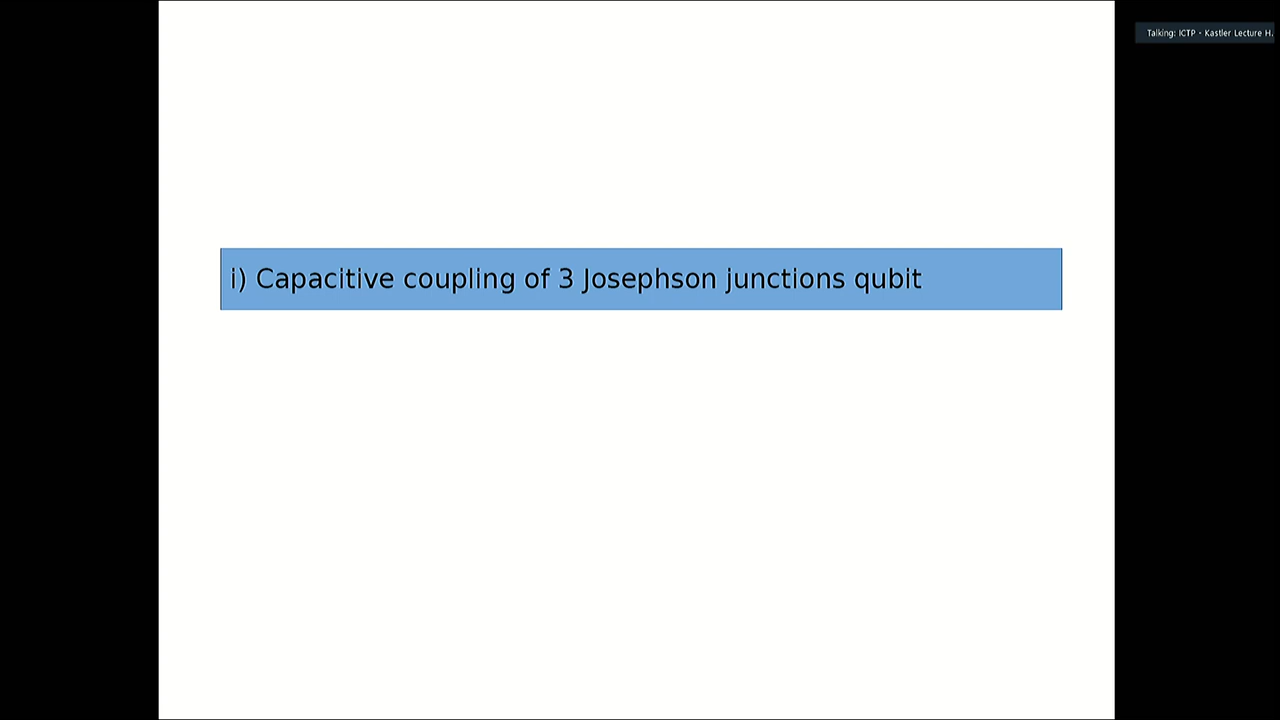 Talking: ICTP - Kastler Lecture H.
i) Capacitive coupling of 3 Josephson junctions qubit